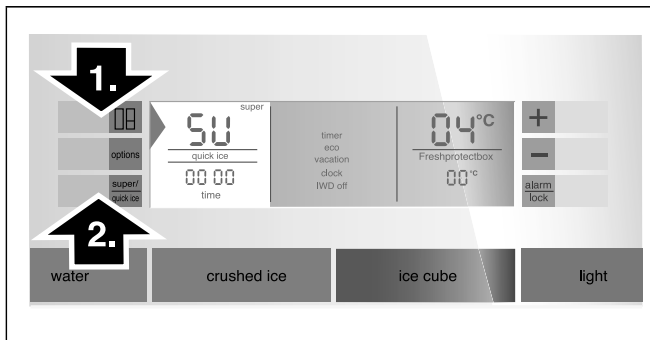 1.
super
SU
04°C
+
options
quick ice
timer
eco
vacation
clock
IWD off
Freshprotectbox
−
super/
quick ice
00 00
time
00°C
alarm
lock
2.
water
crushed ice
ice cube
light